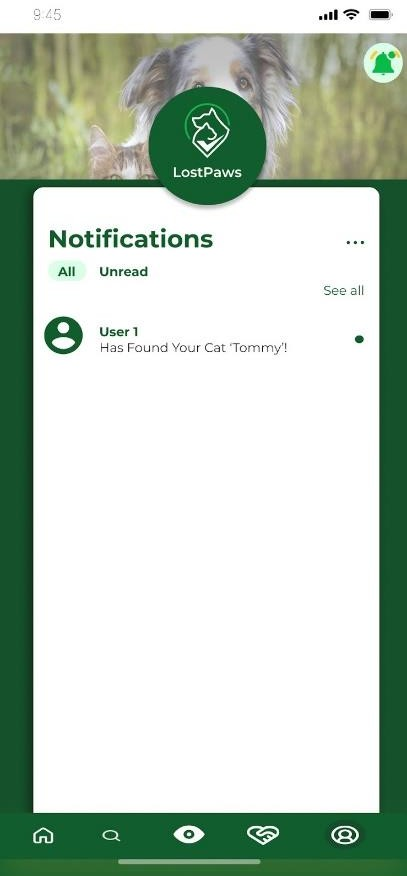 9:45
LostPaws
Notifications
All Unread
See all
User 1
Has Found Your Cat ‘Tommy’!